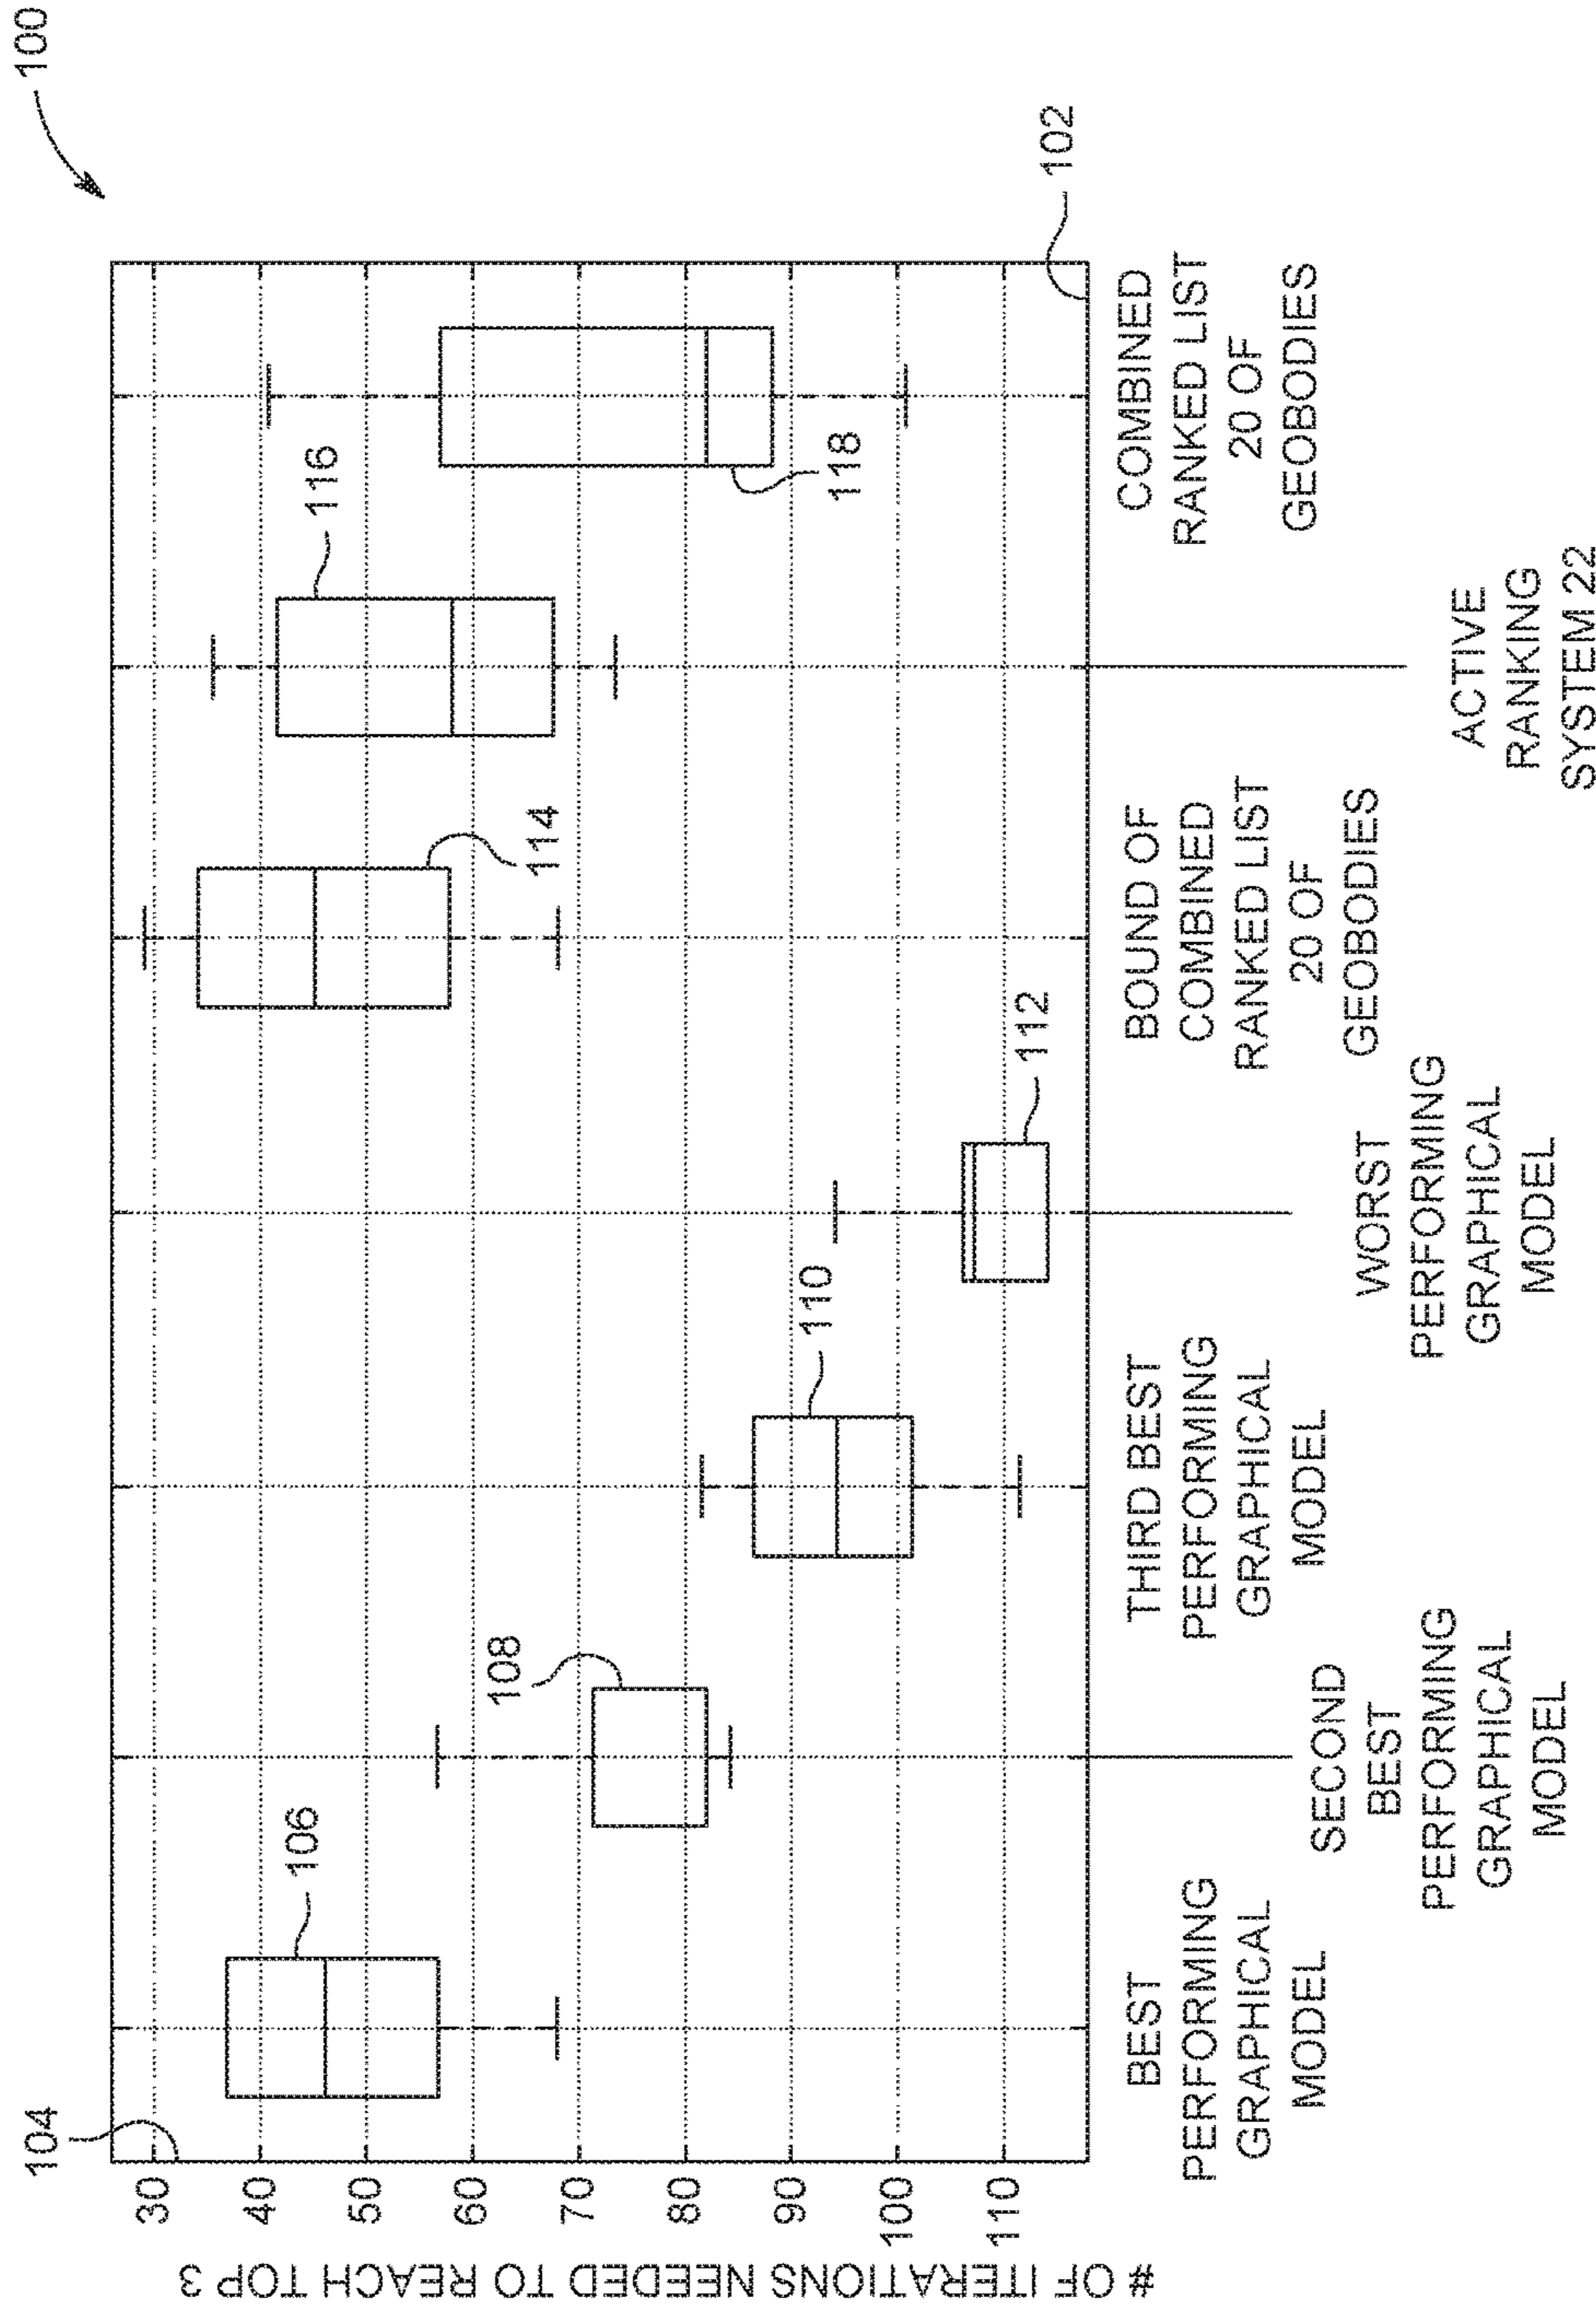 100
104
# OF ITERATIONS NEEDED TO REACH TOP 3
30
40
50
60
70
80
90
100
110
106
108
110
112
114
116
118
102
BEST
PERFORMING
GRAPHICAL
MODEL
SECOND
BEST
PERFORMING
GRAPHICAL
MODEL
THIRD BEST
PERFORMING
GRAPHICAL
MODEL
WORST
PERFORMING
GRAPHICAL
MODEL
BOUND OF
COMBINED
RANKED LIST
20 OF
GEOBODIES
ACTIVE
RANKING
SYSTEM 22
COMBINED
RANKED LIST
20 OF
GEOBODIES